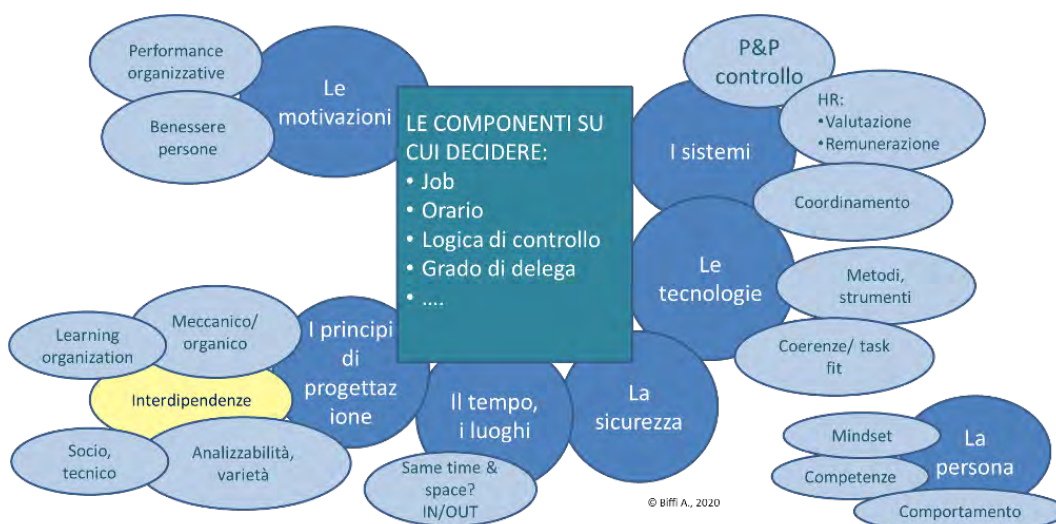 Performance
organizzative
Benessere
persone
Le
motivazioni
LE COMPONENTI SU
CUI DECIDERE:
• Job
• Orario
• Logica di controllo
• Grado di delega
• ....
P&P
controllo
HR:
•Valutazione
•Remunerazione
I sistemi
Coordinamento
Le
tecnologie
Metodi,
strumenti
Coerenze/ task
fit
Learning
organization
Meccanico/
organico
Interdipendenze
Socio,
tecnico
Analizzabilità,
varietà
I principi
di
progettaz
ione
Il tempo,
i luoghi
Same time &
space?
IN/OUT
La
sicurezza
© Biffi A., 2020
Mindset
Competenze
Comportamento
La
persona